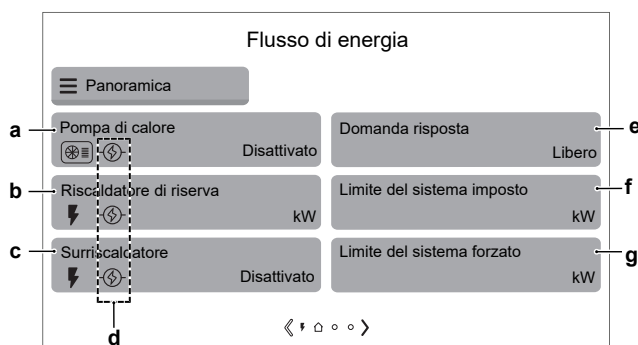 Flusso di energia
Panoramica
a
Pompa di calore
Disattivato
b
Riscaldatore di riserva
kW
c
Surriscaldatore
Disattivato
d
e
Domanda risposta
Libero
f
Limite del sistema imposto
kW
g
Limite del sistema forzato
kW